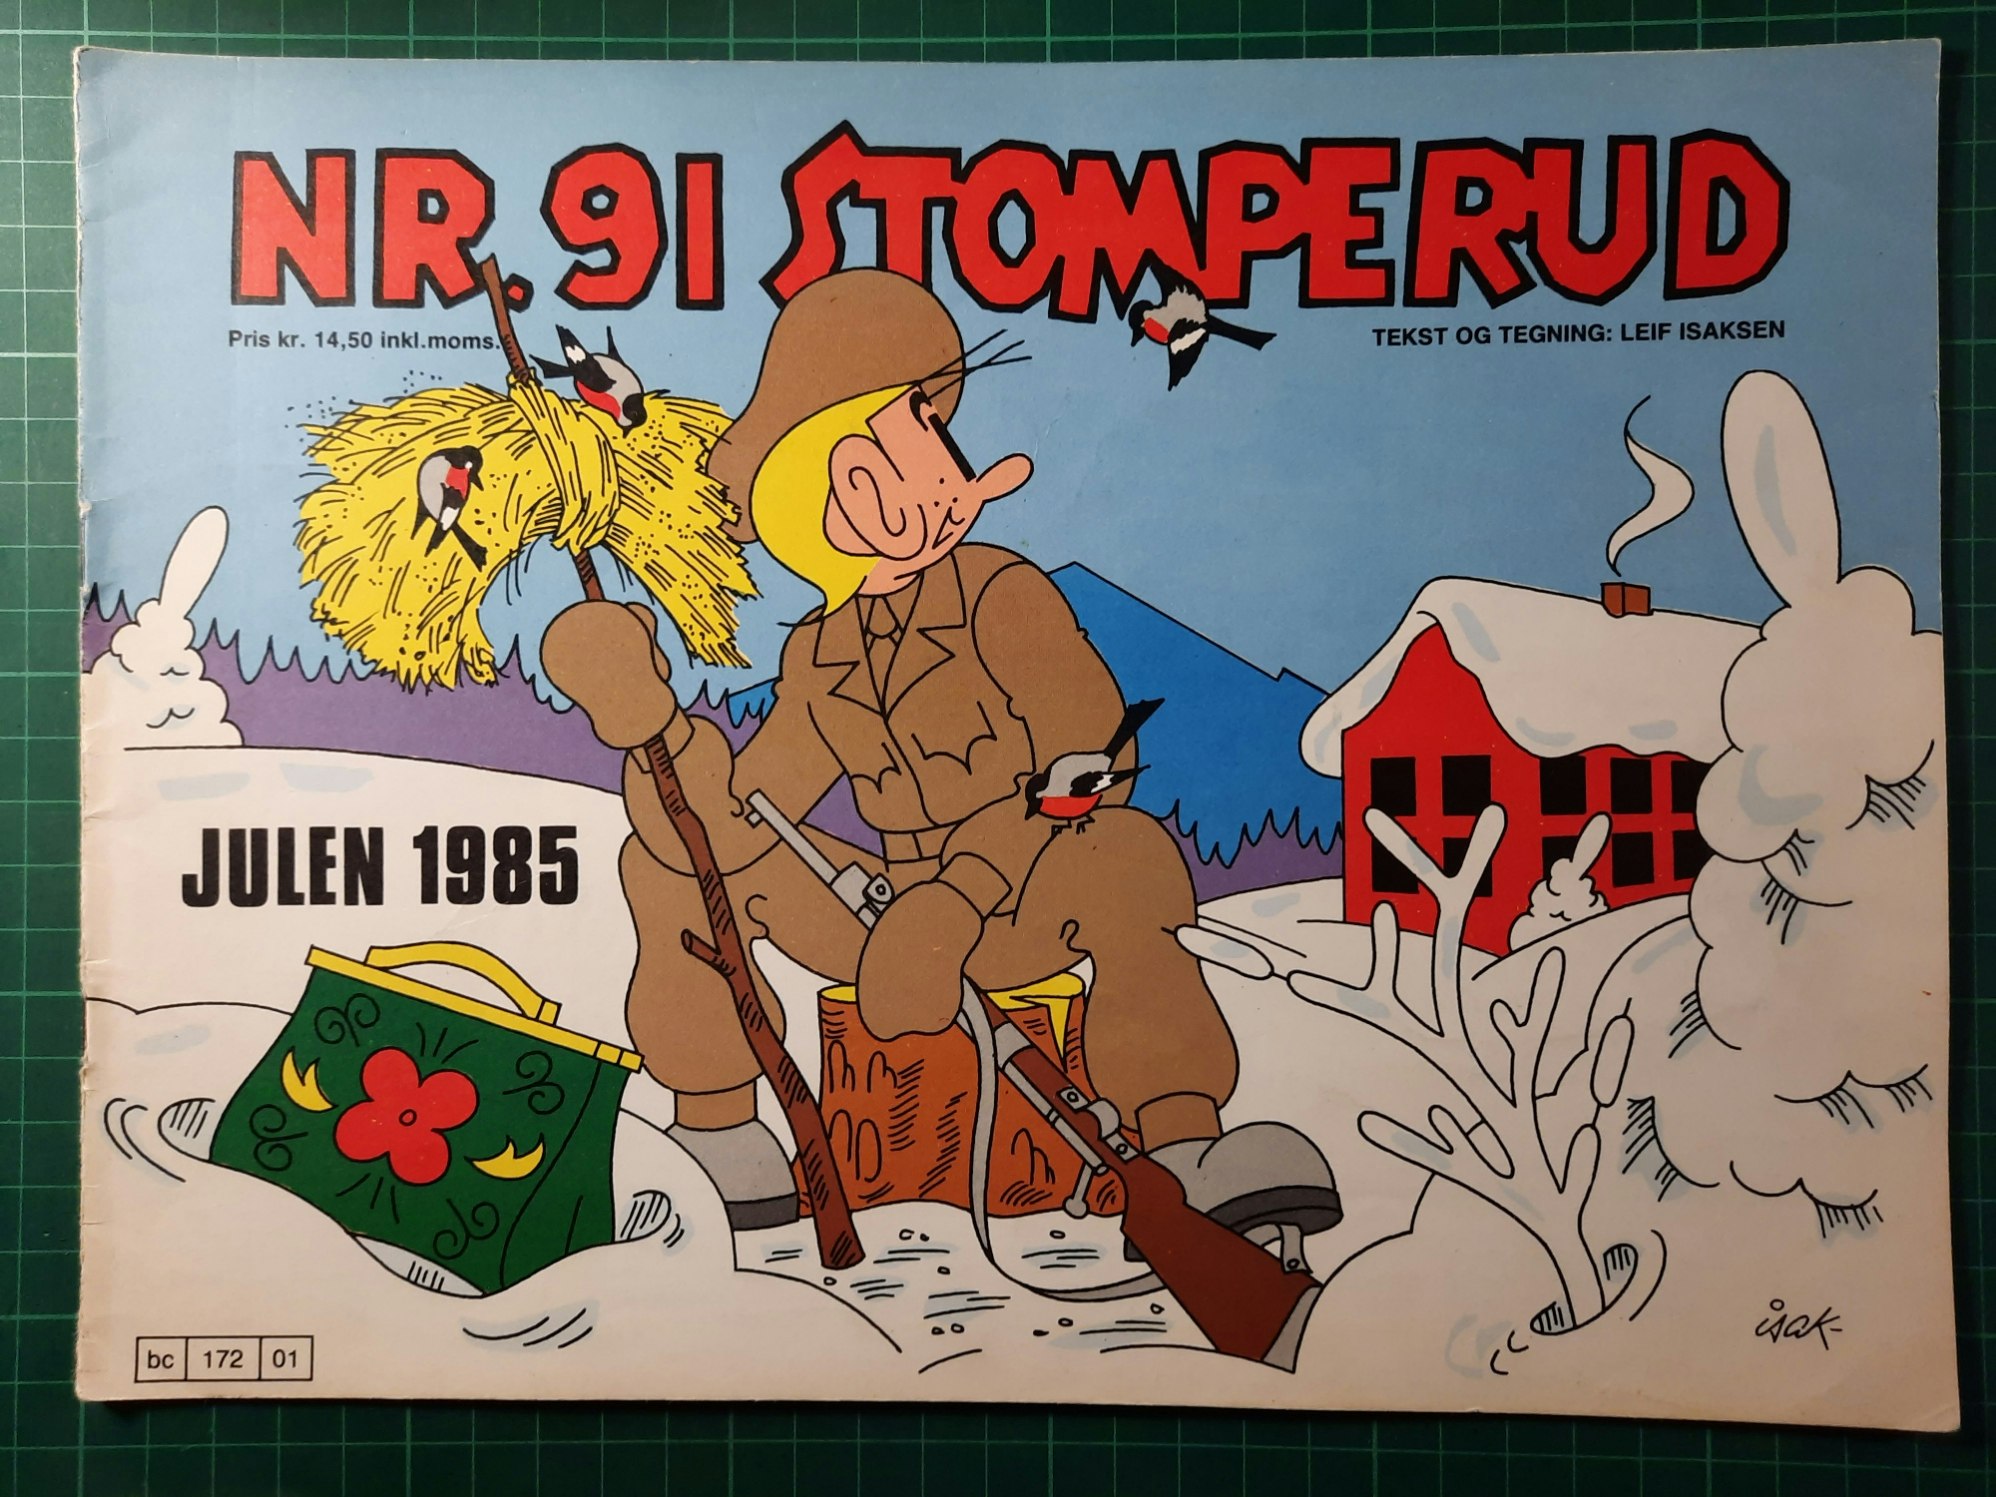 NR. 91 STOMPERUD
Pris kr. 14,50 inkl.moms.
TEKST OG TEGNING: LEIF ISAKSEN
JULEN 1985
bc 172 01
isak-